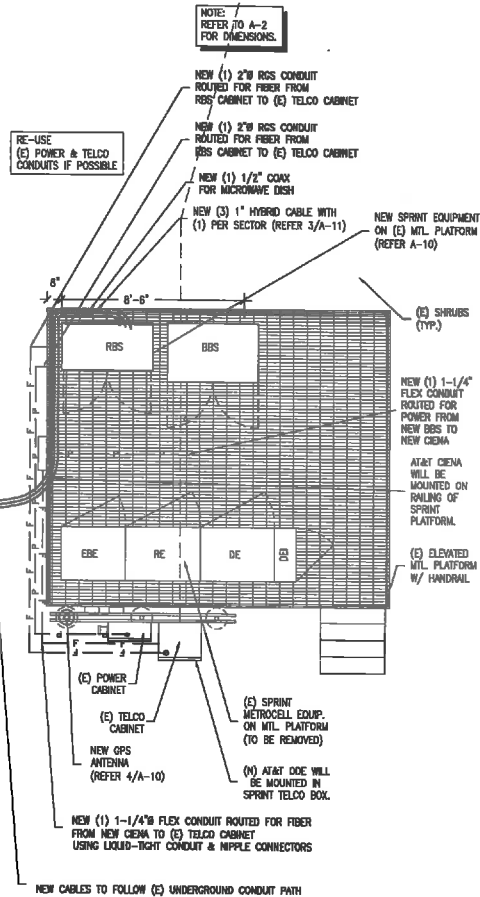 NOTE:
REFER TO A-2
FOR DIMENSIONS.
NEW (1) 2"Ø RGS CONDUIT
ROUTED FOR FIBER FROM
RBS CABINET TO (E) TELCO CABINET
RE-USE
(E) POWER & TELCO
CONDUITS IF POSSIBLE
NEW (1) 2"Ø RGS CONDUIT
ROUTED FOR FIBER FROM
BBS CABINET TO (E) TELCO CABINET
NEW (1) 1/2" COAX
FOR MICROWAVE DISH
NEW (3) 1" HYBRID CABLE WITH
(1) PER SECTOR (REFER 3/A-11)
NEW SPRINT EQUIPMENT
ON (E) MTL. PLATFORM
(REFER A-10)
8"
8'-6"
(E) SHRUBS
(TYP.)
RBS
BBS
NEW (1) 1-1/4"
FLEX CONDUIT
ROUTED FOR
POWER FROM
NEW BBS TO
NEW CIENA
AT&T CIENA
WILL BE
MOUNTED ON
RAILING OF
SPRINT
PLATFORM.
EBE
RE
DE
DEI
(E) ELEVATED
MTL. PLATFORM
W/ HANDRAIL
F
P
F
P
F
P
F
P
P
F
F
(E) POWER
CABINET
(E) TELCO
CABINET
(E) SPRINT
METROCELL EQUIP.
ON MTL. PLATFORM
(TO BE REMOVED)
NEW GPS
ANTENNA
(REFER 4/A-10)
(N) AT&T DDE WILL
BE MOUNTED IN
SPRINT TELCO BOX.
NEW (1) 1-1/4"Ø FLEX CONDUIT ROUTED FOR FIBER
FROM NEW CIENA TO (E) TELCO CABINET
USING LIQUID-TIGHT CONDUIT & NIPPLE CONNECTORS
NEW CABLES TO FOLLOW (E) UNDERGROUND CONDUIT PATH